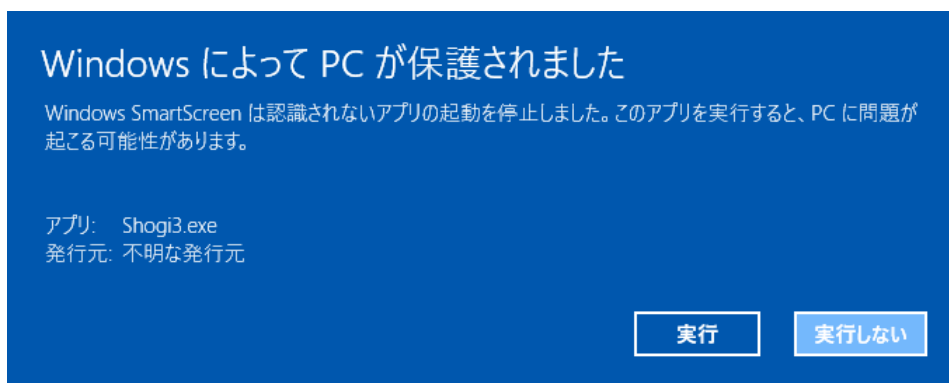 Windows によって PC が保護されました
Windows SmartScreen は認識されないアプリの起動を停止しました。このアプリを実行すると、PC に問題が
起こる可能性があります。
アプリ: Shogi3.exe
発行元: 不明な発行元
実行 実行しない